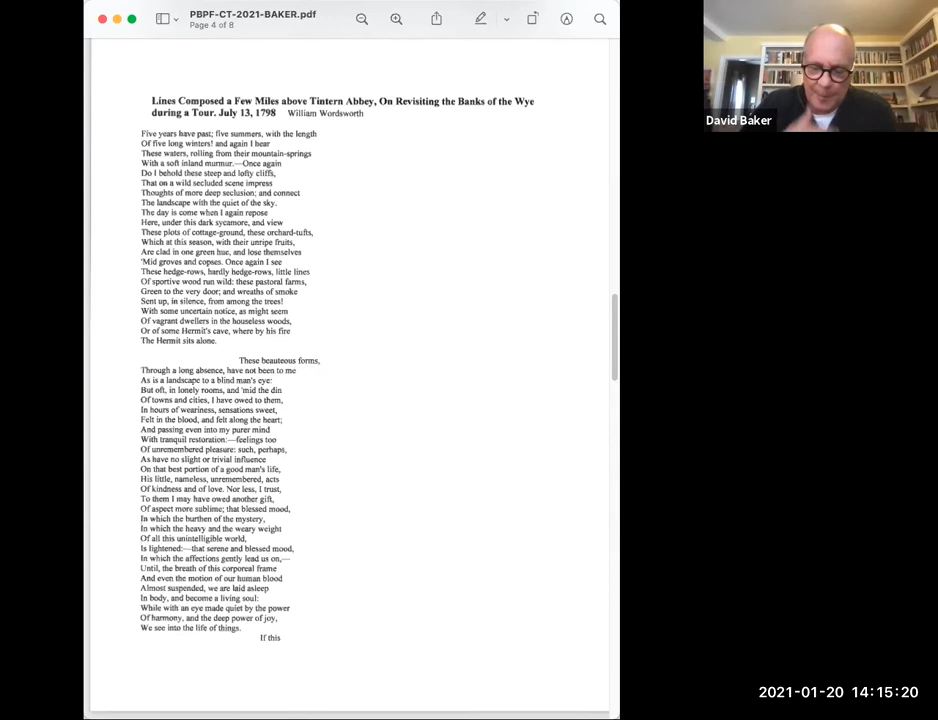 PBPF-CT-2021-BAKER.pdf
Page 4 of 8
Lines Composed a Few Miles above Tintern Abbey, On Revisiting the Banks of the Wye
during a Tour. July 13, 1798 William Wordsworth
Five years have past; five summers, with the length
Of five long winters! and again I hear
These waters, rolling from their mountain-springs
With a soft inland murmur.—Once again
Do I behold these steep and lofty cliffs,
That on a wild secluded scene impress
Thoughts of more deep seclusion; and connect
The landscape with the quiet of the sky.
The day is come when I again repose
Here, under this dark sycamore, and view
These plots of cottage-ground, these orchard-tufts,
Which at this season, with their unripe fruits,
Are clad in one green hue, and lose themselves
'Mid groves and copses. Once again I see
These hedge-rows, hardly hedge-rows, little lines
Of sportive wood run wild: these pastoral farms,
Green to the very door; and wreaths of smoke
Sent up, in silence, from among the trees!
With some uncertain notice, as might seem
Of vagrant dwellers in the houseless woods,
Or of some Hermit's cave, where by his fire
The Hermit sits alone.
These beauteous forms,
Through a long absence, have not been to me
As is a landscape to a blind man's eye:
But oft, in lonely rooms, and 'mid the din
Of towns and cities, I have owed to them,
In hours of weariness, sensations sweet,
Felt in the blood, and felt along the heart;
And passing even into my purer mind
With tranquil restoration:—feelings too
Of unremembered pleasure: such, perhaps,
As have no slight or trivial influence
On that best portion of a good man's life,
His little, nameless, unremembered, acts
Of kindness and of love. Nor less, I trust,
To them I may have owed another gift,
Of aspect more sublime; that blessed mood,
In which the burthen of the mystery,
In which the heavy and the weary weight
Of all this unintelligible world,
Is lightened:—that serene and blessed mood,
In which the affections gently lead us on,—
Until, the breath of this corporeal frame
And even the motion of our human blood
Almost suspended, we are laid asleep
In body, and become a living soul:
While with an eye made quiet by the power
Of harmony, and the deep power of joy,
We see into the life of things.
If this
David Baker
2021-01-20 14:15:20